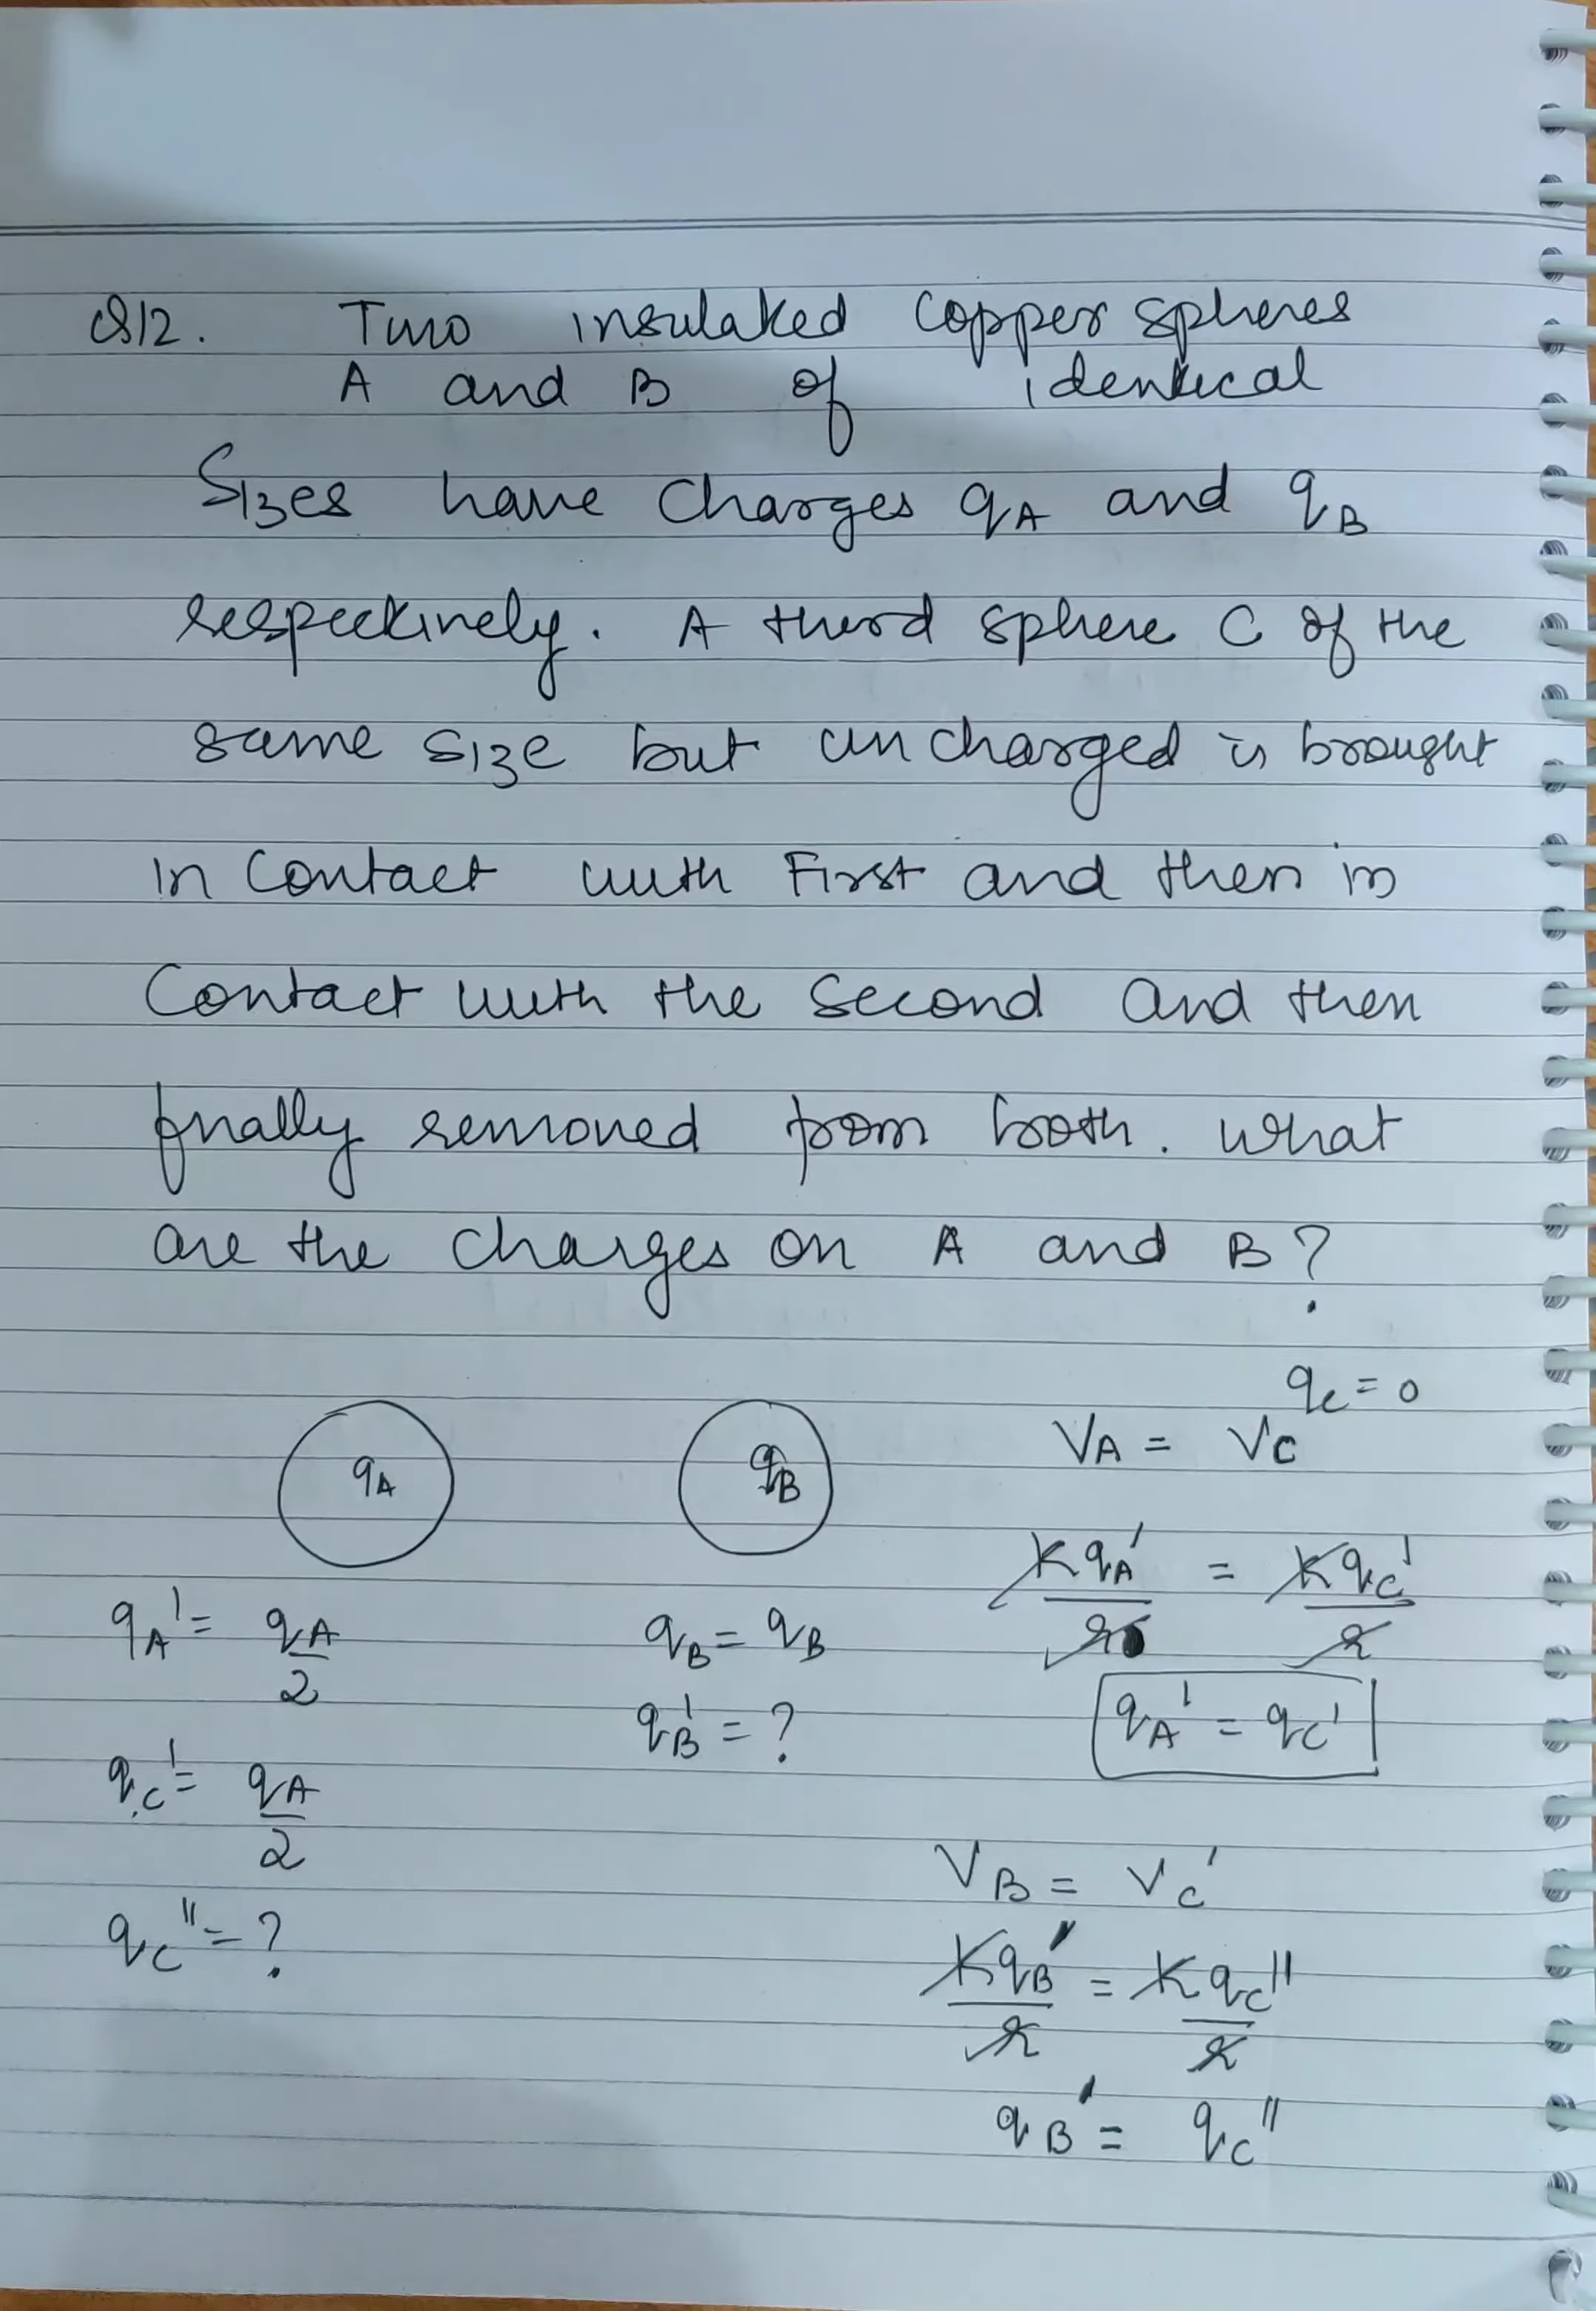 Q12. Two insulated copper spheres
A and B of identical
Sizes have charges qA and qB
respectively. A third sphere C of the
same size but uncharged is brought
in contact with First and then in
Contact with the second and then
finally removed from both. What
are the charges on A and B?
qc = 0
VA = VC
qA
qB
KqA'/r = Kqc'/r
qA' = qA/2
qB = qB
qB' = ?
qA' = qc'
qc' = qA/2
VB = Vc'
qc'' = ?
KqB'/r = Kqc''/r
qB' = qc''